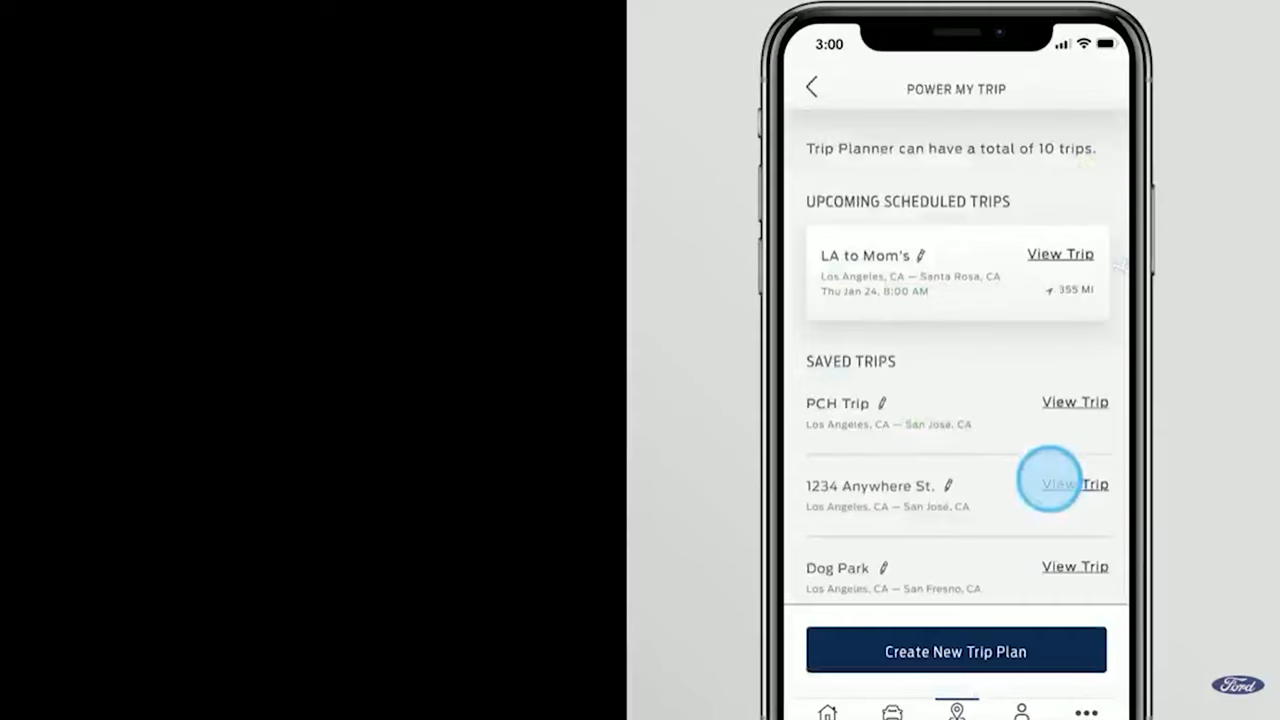 3:00
POWER MY TRIP
Trip Planner can have a total of 10 trips.
UPCOMING SCHEDULED TRIPS
LA to Mom's View Trip
Los Angeles, CA — Santa Rosa, CA
Thu Jan 24, 8:00 AM 355 MI
SAVED TRIPS
PCH Trip View Trip
Los Angeles, CA — San Jose, CA
1234 Anywhere St. View Trip
Los Angeles, CA — San José, CA
Dog Park View Trip
Los Angeles, CA — San Fresno, CA
Create New Trip Plan
Ford